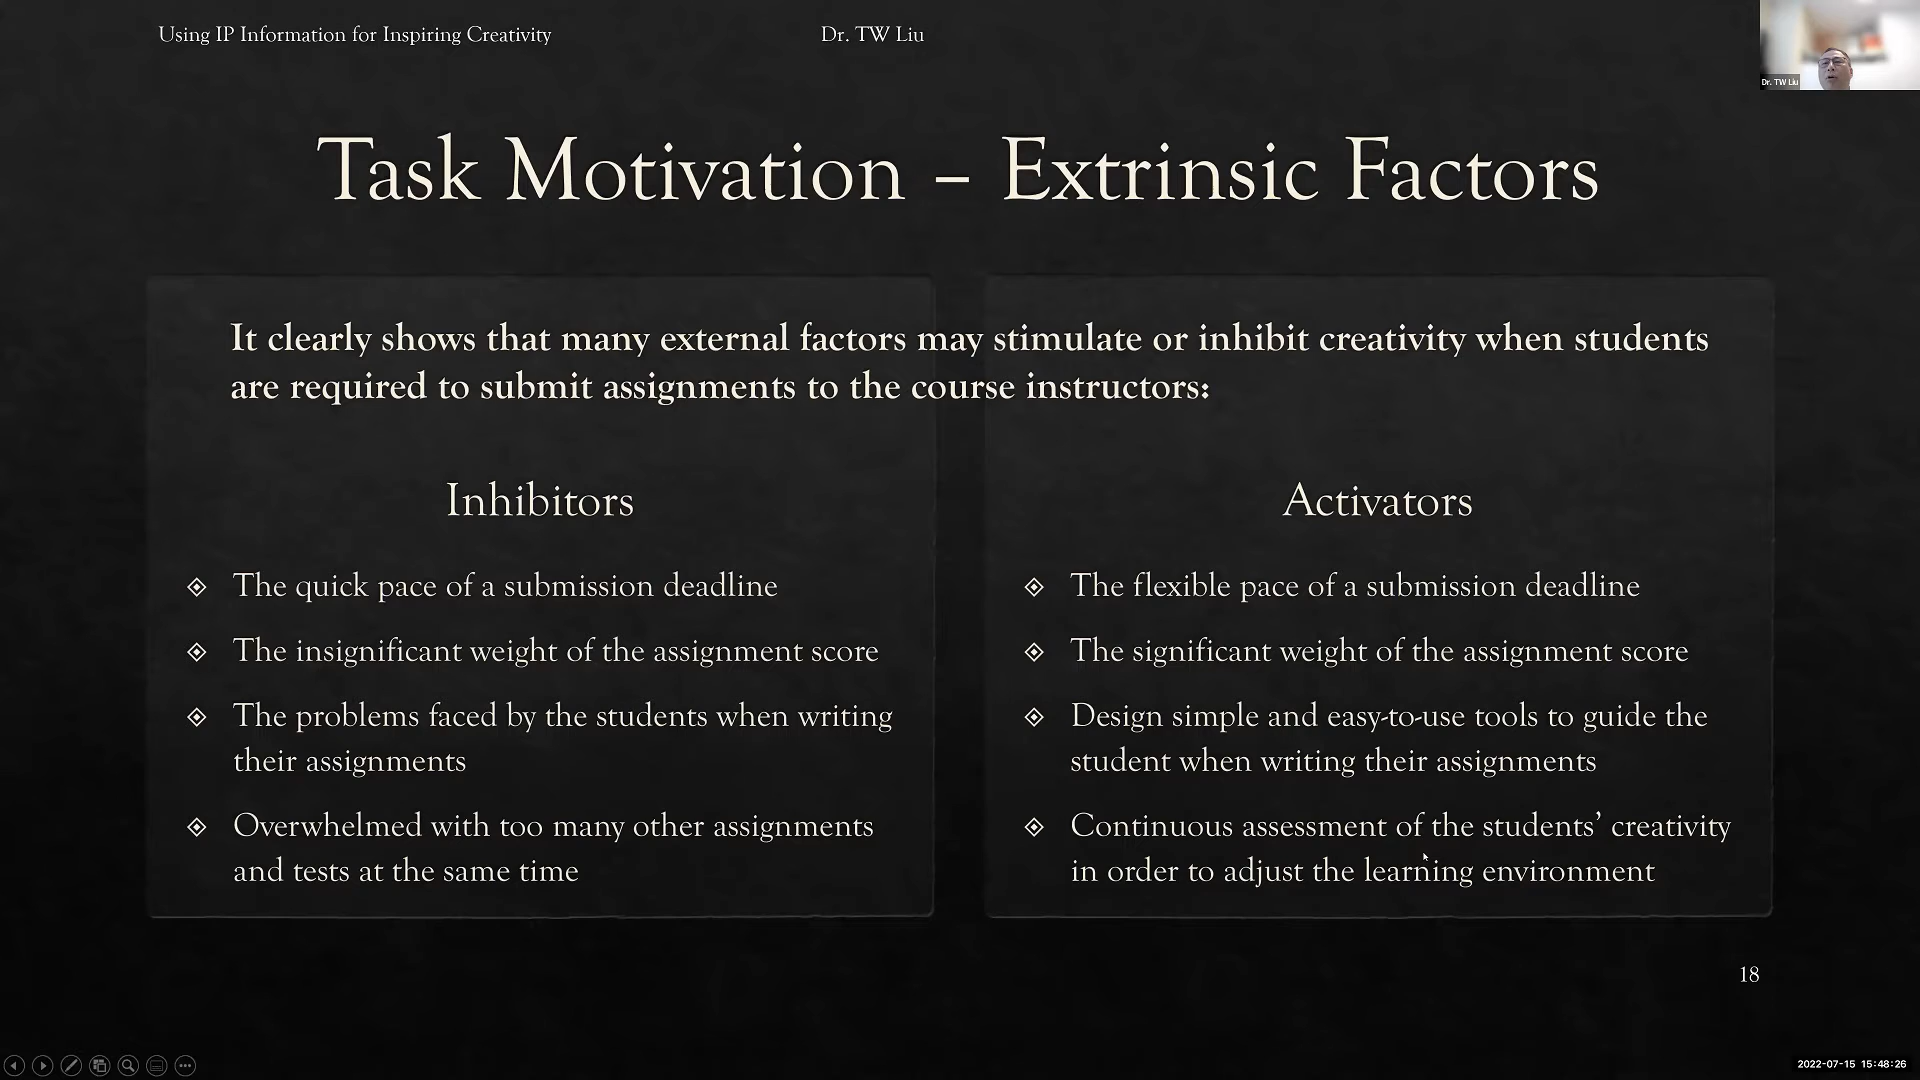 Using IP Information for Inspiring Creativity
Dr. TW Liu
Dr. TW Liu
Task Motivation – Extrinsic Factors
It clearly shows that many external factors may stimulate or inhibit creativity when students
are required to submit assignments to the course instructors:
Inhibitors
The quick pace of a submission deadline
The insignificant weight of the assignment score
The problems faced by the students when writing
their assignments
Overwhelmed with too many other assignments
and tests at the same time
Activators
The flexible pace of a submission deadline
The significant weight of the assignment score
Design simple and easy-to-use tools to guide the
student when writing their assignments
Continuous assessment of the students’ creativity
in order to adjust the learning environment
18
2022-07-15 15:48:26